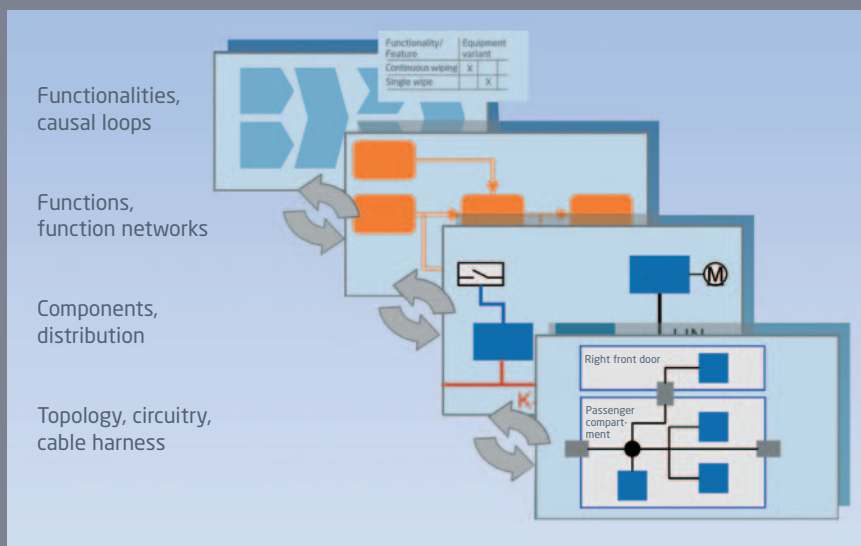 Functionality/ Equipment
Feature variant
Continuous wiping X
Single wipe X
Functionalities,
causal loops
Functions,
function networks
Components,
distribution
Topology, circuitry,
cable harness
M
K-
Right front door
Passenger
compart-
ment